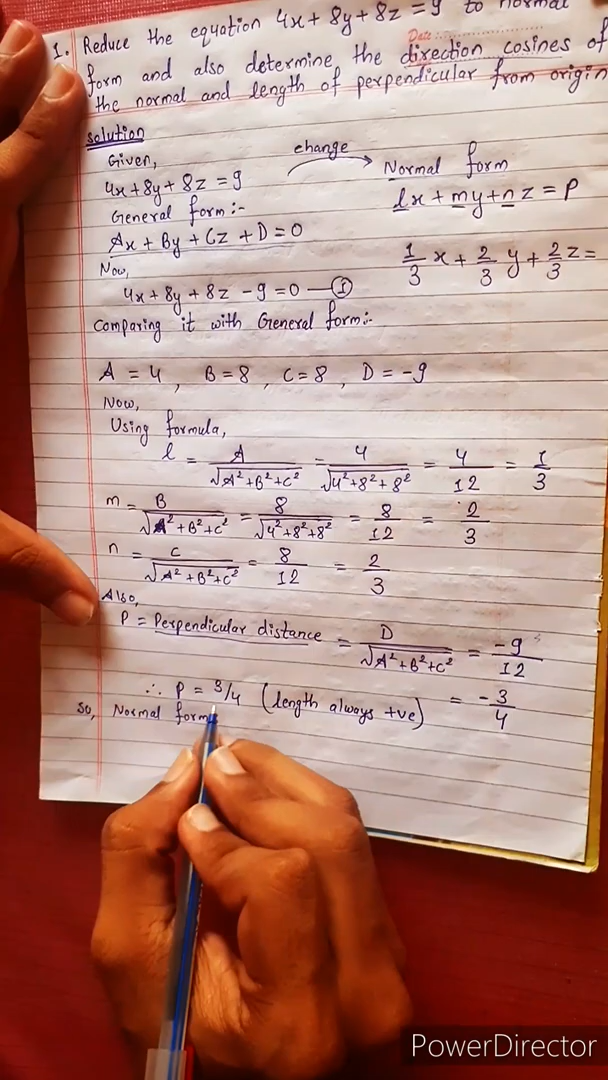 1. Reduce the equation 4x + 8y + 8z = 9 to normal
Date:
form and also determine the direction cosines of
the normal and length of perpendicular from origin
solution
Given,
4x + 8y + 8z = 9
change
Normal form
lx + my + nz = P
General form:-
Ax + By + Cz + D = 0
1/3 x + 2/3 y + 2/3 z =
Now,
4x + 8y + 8z - 9 = 0 — I
Comparing it with General form:-
A = 4 , B = 8 , C = 8 , D = -9
Now,
Using formula,
l = A/√A²+B²+C² = 4/√4²+8²+8² = 4/12 = 1/3
m = B/√A²+B²+C² = 8/√4²+8²+8² = 8/12 = 2/3
n = C/√A²+B²+C² = 8/12 = 2/3
Also,
P = Perpendicular distance = D/√A²+B²+C² = -9/12
= -3/4
∴ P = 3/4 (length always +ve)
So, Normal form
PowerDirector